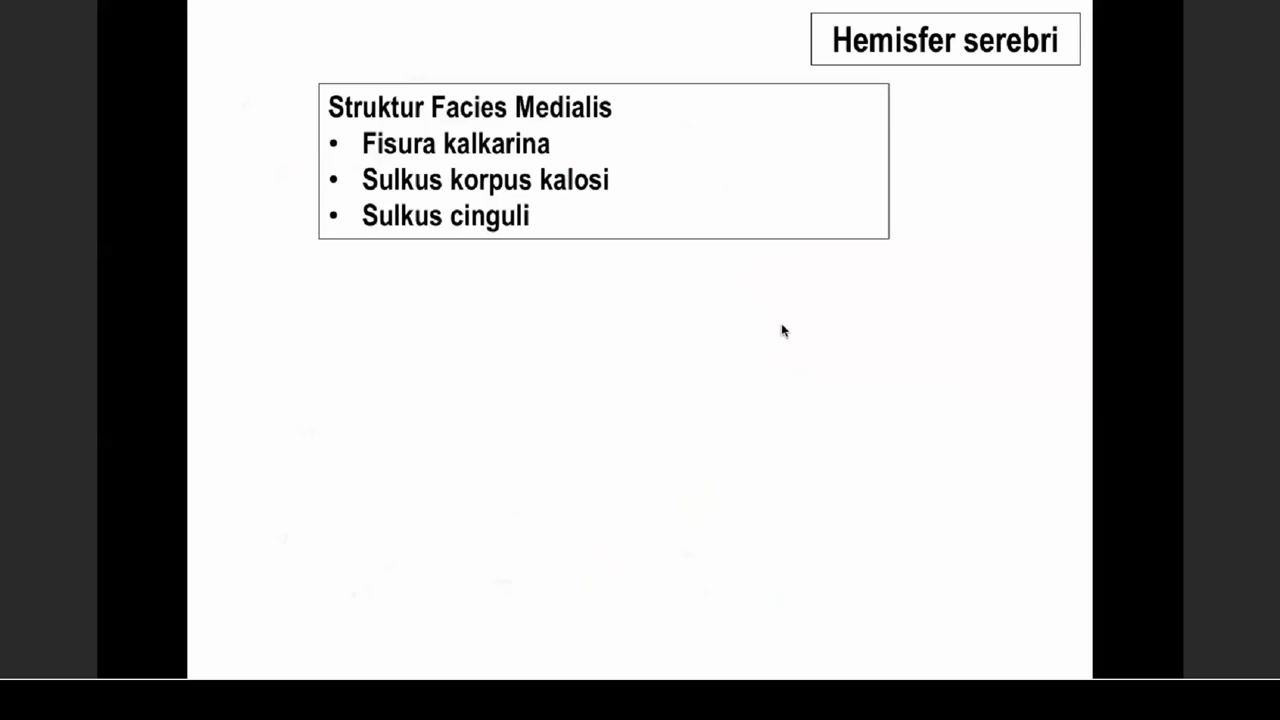 Hemisfer serebri
Struktur Facies Medialis
• Fisura kalkarina
• Sulkus korpus kalosi
• Sulkus cinguli